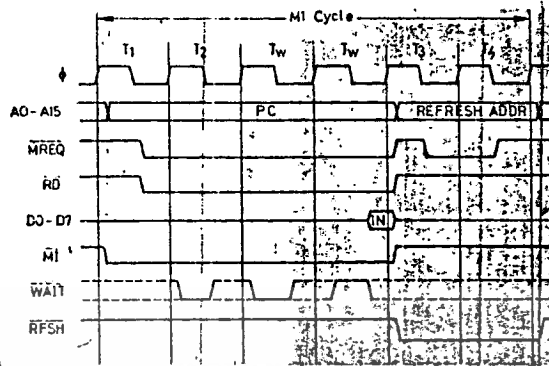 M1 Cycle
T1 T2 Tw Tw T3 T4
ϕ
A0-A15 PC REFRESH ADDR
MREQ
RD
D0-D7 IN
M1
WAIT
RFSH